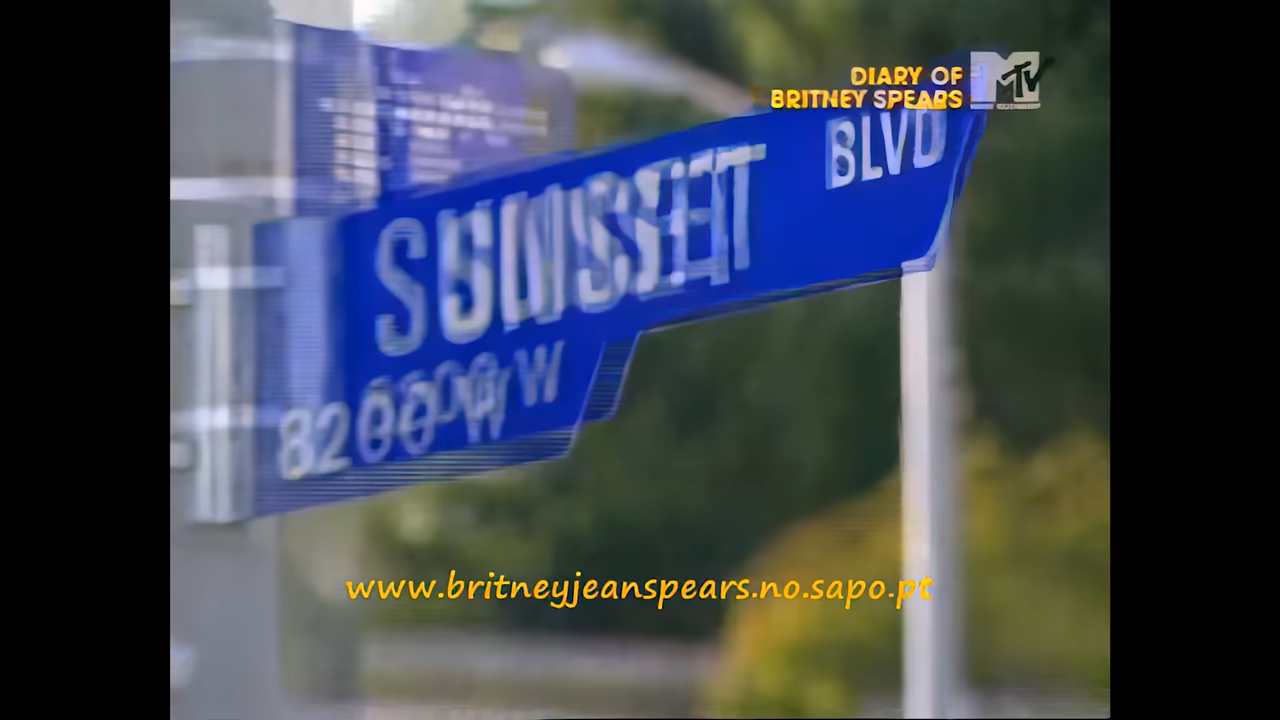 DIARY OF
BRITNEY SPEARS
MTV
SUNSET BLVD
8200 W
www.britneyjeanspears.no.sapo.pt